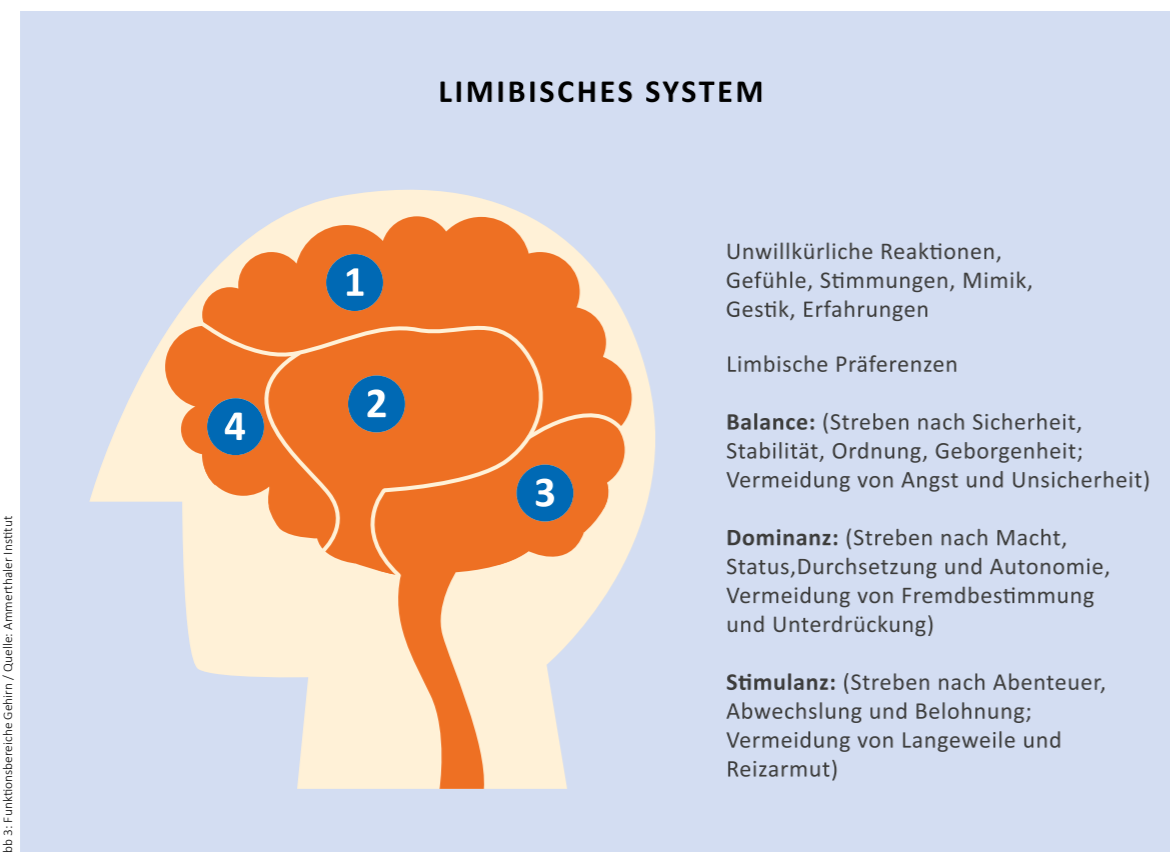 LIMIBISCHES SYSTEM
1
2
4
3
Unwillkürliche Reaktionen,
Gefühle, Stimmungen, Mimik,
Gestik, Erfahrungen
Limbische Präferenzen
Balance: (Streben nach Sicherheit,
Stabilität, Ordnung, Geborgenheit;
Vermeidung von Angst und Unsicherheit)
Dominanz: (Streben nach Macht,
Status,Durchsetzung und Autonomie,
Vermeidung von Fremdbestimmung
und Unterdrückung)
Stimulanz: (Streben nach Abenteuer,
Abwechslung und Belohnung;
Vermeidung von Langeweile und
Reizarmut)
bb 3: Funktionsbereiche Gehirn / Quelle: Ammerthaler Institut